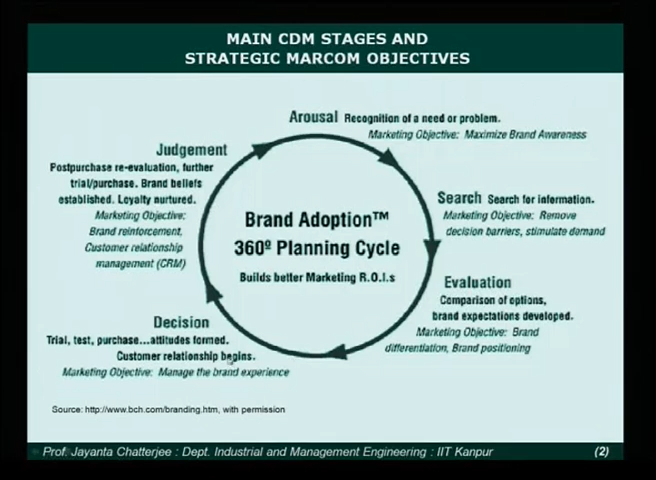 MAIN CDM STAGES AND
STRATEGIC MARCOM OBJECTIVES
Arousal Recognition of a need or problem.
Marketing Objective: Maximize Brand Awareness
Search Search for information.
Marketing Objective: Remove
decision barriers, stimulate demand
Evaluation
Comparison of options,
brand expectations developed.
Marketing Objective: Brand
differentiation, Brand positioning
Decision
Trial, test, purchase...attitudes formed.
Customer relationship begins.
Marketing Objective: Manage the brand experience
Judgement
Postpurchase re-evaluation, further
trial/purchase. Brand beliefs
established. Loyalty nurtured.
Marketing Objective:
Brand reinforcement,
Customer relationship
management (CRM)
Brand Adoption™
360º Planning Cycle
Builds better Marketing R.O.I.s
Source: http://www.bch.com/branding.htm, with permission
Prof. Jayanta Chatterjee : Dept. Industrial and Management Engineering : IIT Kanpur
(2)